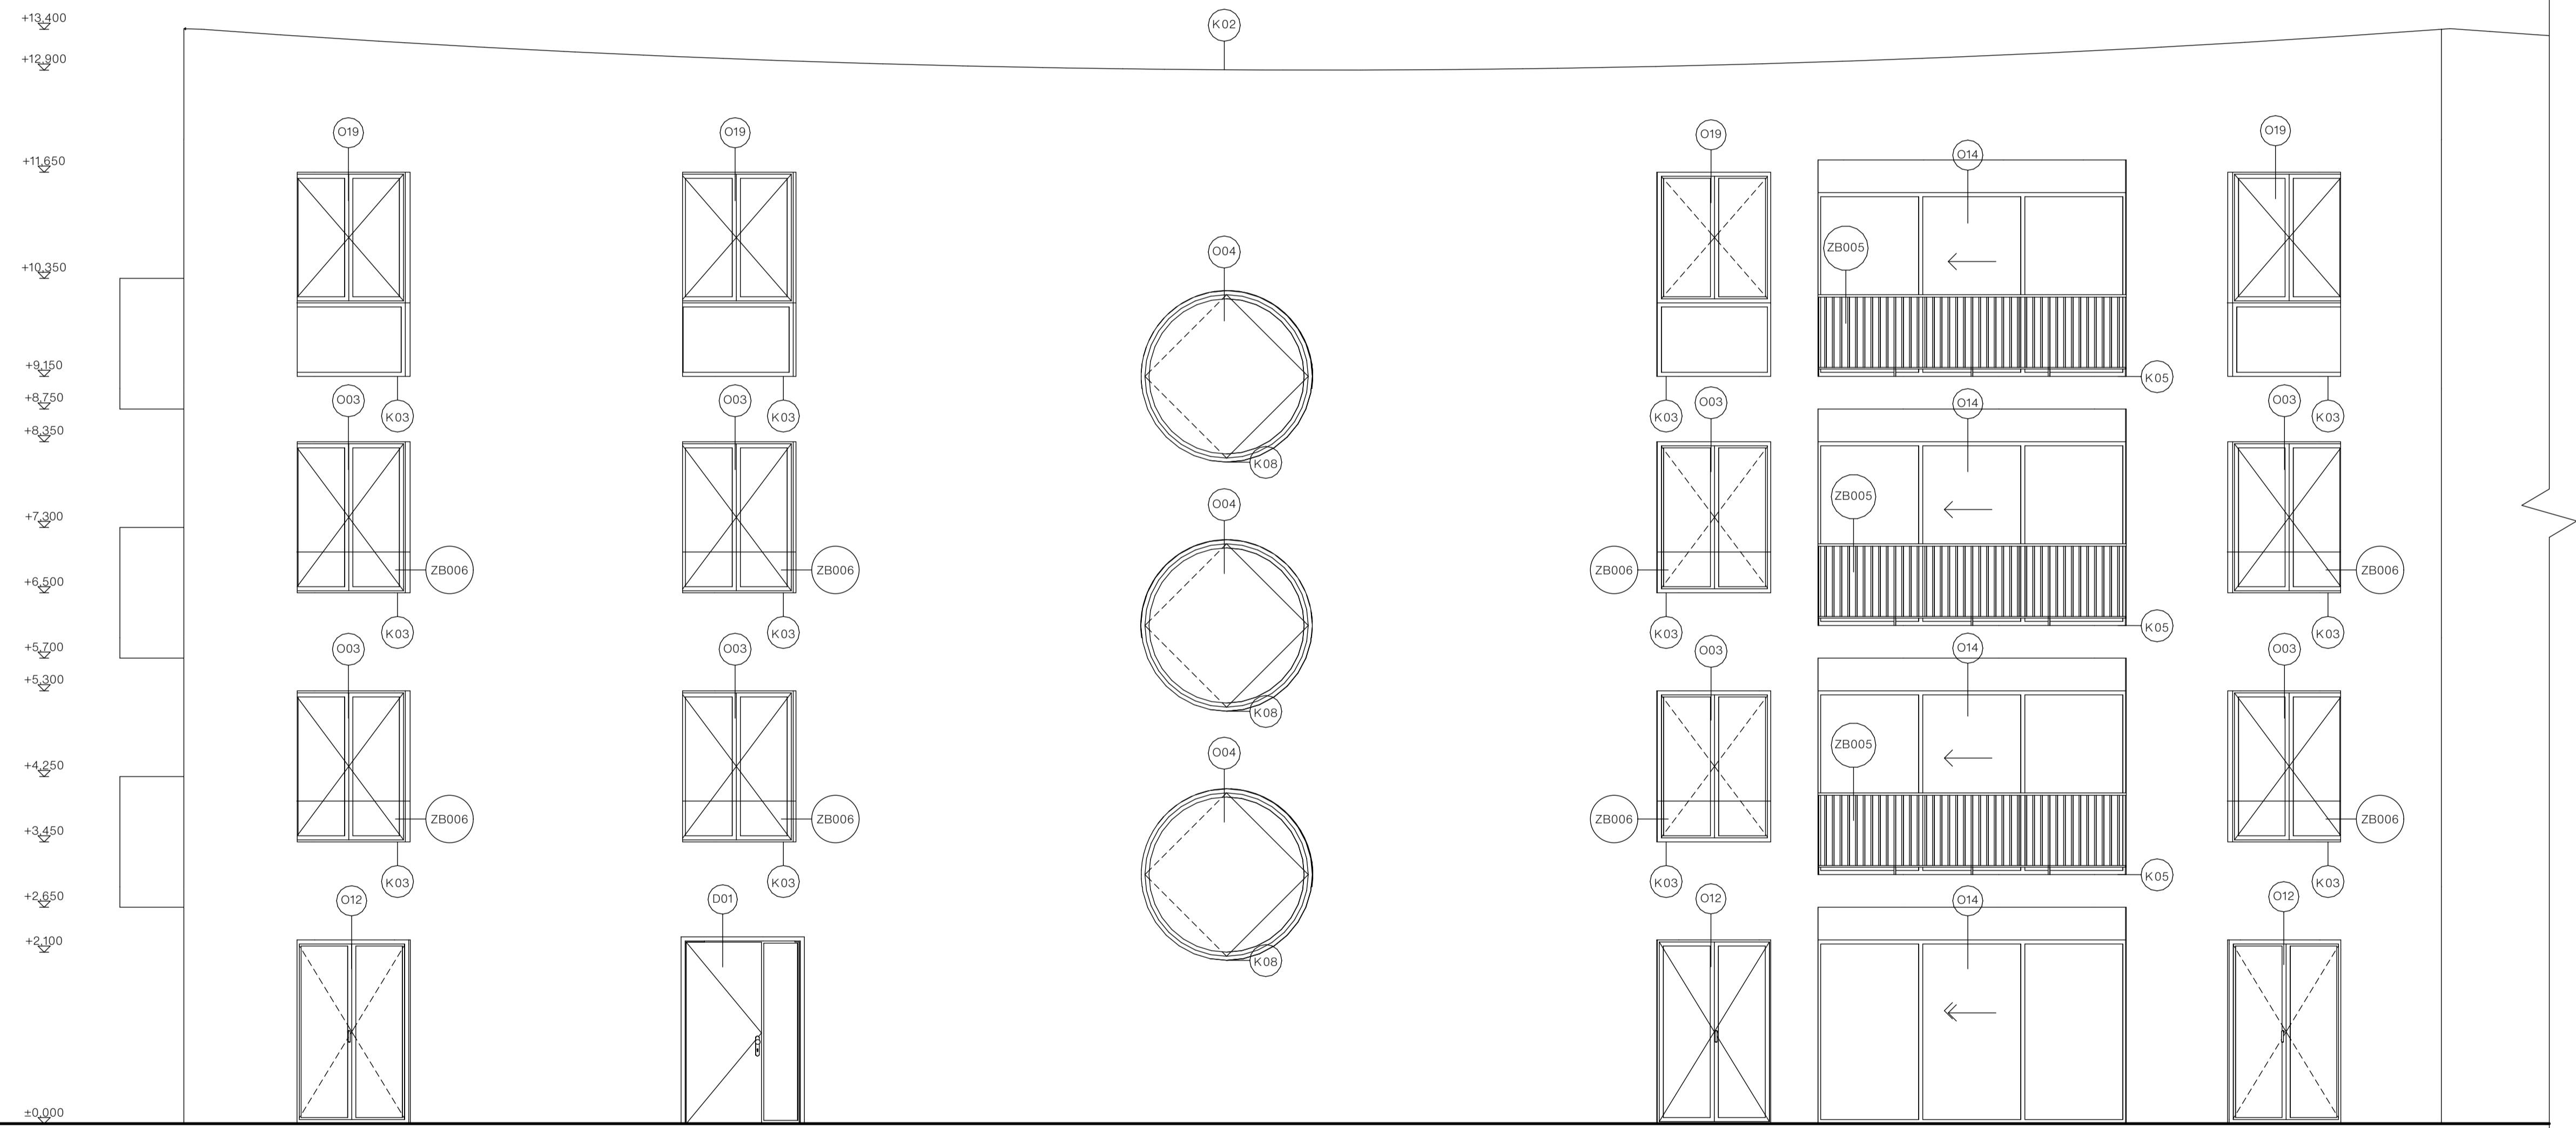 +13,400
K02
+12,900
O19
O19
O19
O19
O14
+11,650
ZB005
O04
+10,350
+9,150
K05
+8,750
O03
O03
O03
O14
O03
K03
K03
K03
K03
+8,350
K08
ZB005
O04
+7,300
ZB006
ZB006
ZB006
ZB006
+6,500
K03
K03
K03
K05
K03
+5,700
O03
O03
O03
O14
O03
+5,300
K08
ZB005
O04
+4,250
ZB006
ZB006
ZB006
ZB006
+3,450
K03
K03
K03
K05
K03
+2,650
O12
D01
O12
O14
O12
+2,100
K08
±0,000